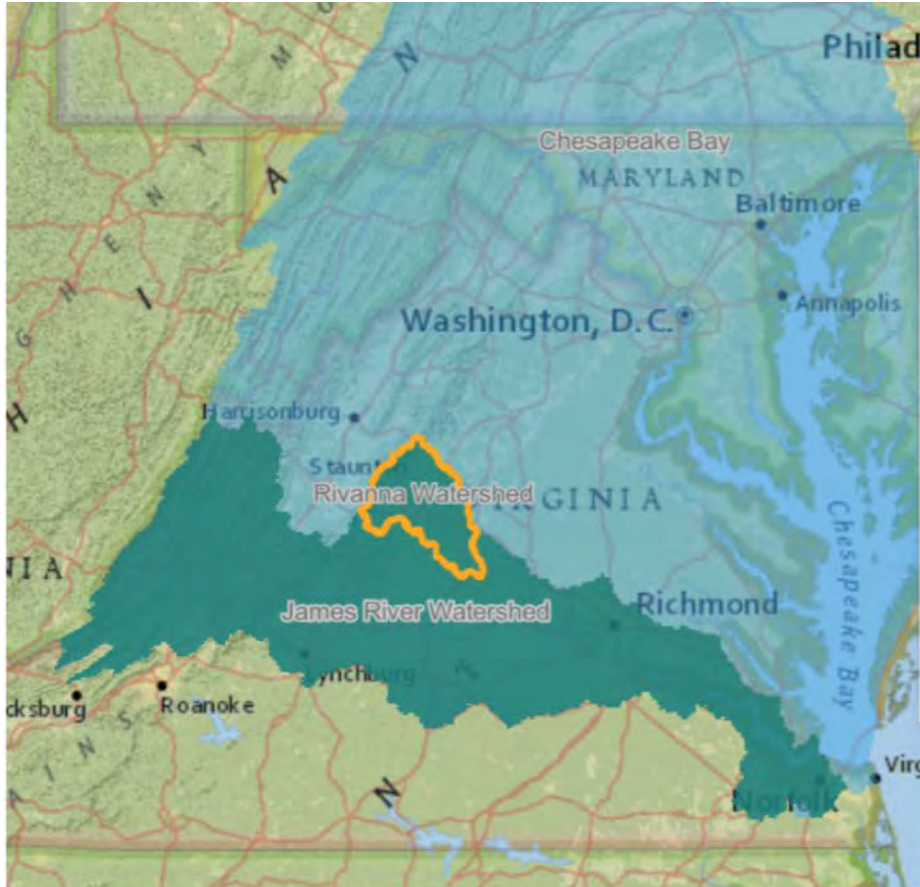 Philad
Chesapeake Bay
MARYLAND
Baltimore
Annapolis
Washington, D.C.
Harrisonburg
Staunton
Rivanna Watershed
VIRGINIA
Chesapeake Bay
NIA
James River Watershed
Richmond
Lynchburg
cksburg
Roanoke
Norfolk
Virg